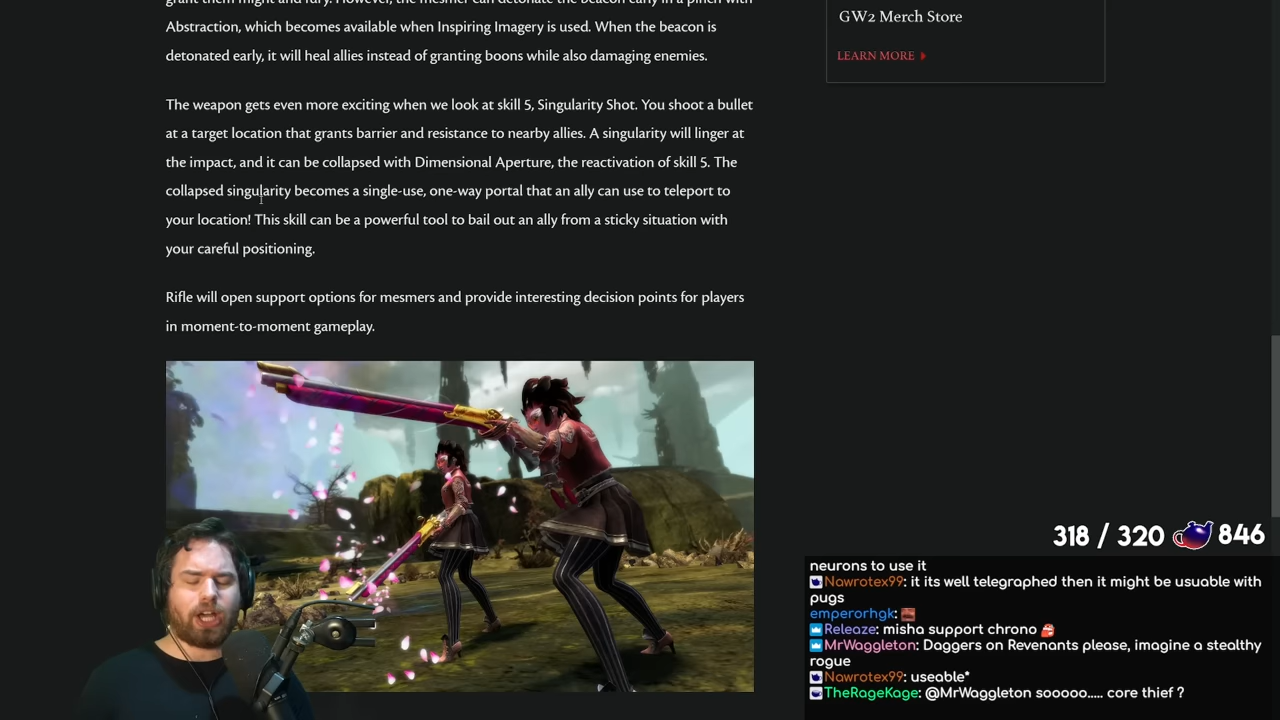 grant them might and fury. However, the mesmer can detonate the beacon early in a pinch with
Abstraction, which becomes available when Inspiring Imagery is used. When the beacon is
detonated early, it will heal allies instead of granting boons while also damaging enemies.
The weapon gets even more exciting when we look at skill 5, Singularity Shot. You shoot a bullet
at a target location that grants barrier and resistance to nearby allies. A singularity will linger at
the impact, and it can be collapsed with Dimensional Aperture, the reactivation of skill 5. The
collapsed singularity becomes a single-use, one-way portal that an ally can use to teleport to
your location! This skill can be a powerful tool to bail out an ally from a sticky situation with
your careful positioning.
Rifle will open support options for mesmers and provide interesting decision points for players
in moment-to-moment gameplay.
GW2 Merch Store
LEARN MORE
318 / 320 846
neurons to use it
Nawrotex99: it its well telegraphed then it might be usuable with
pugs
emperorhgk:
Releaze: misha support chrono
MrWaggleton: Daggers on Revenants please, imagine a stealthy
rogue
Nawrotex99: useable*
TheRageKage: @MrWaggleton sooooo..... core thief ?